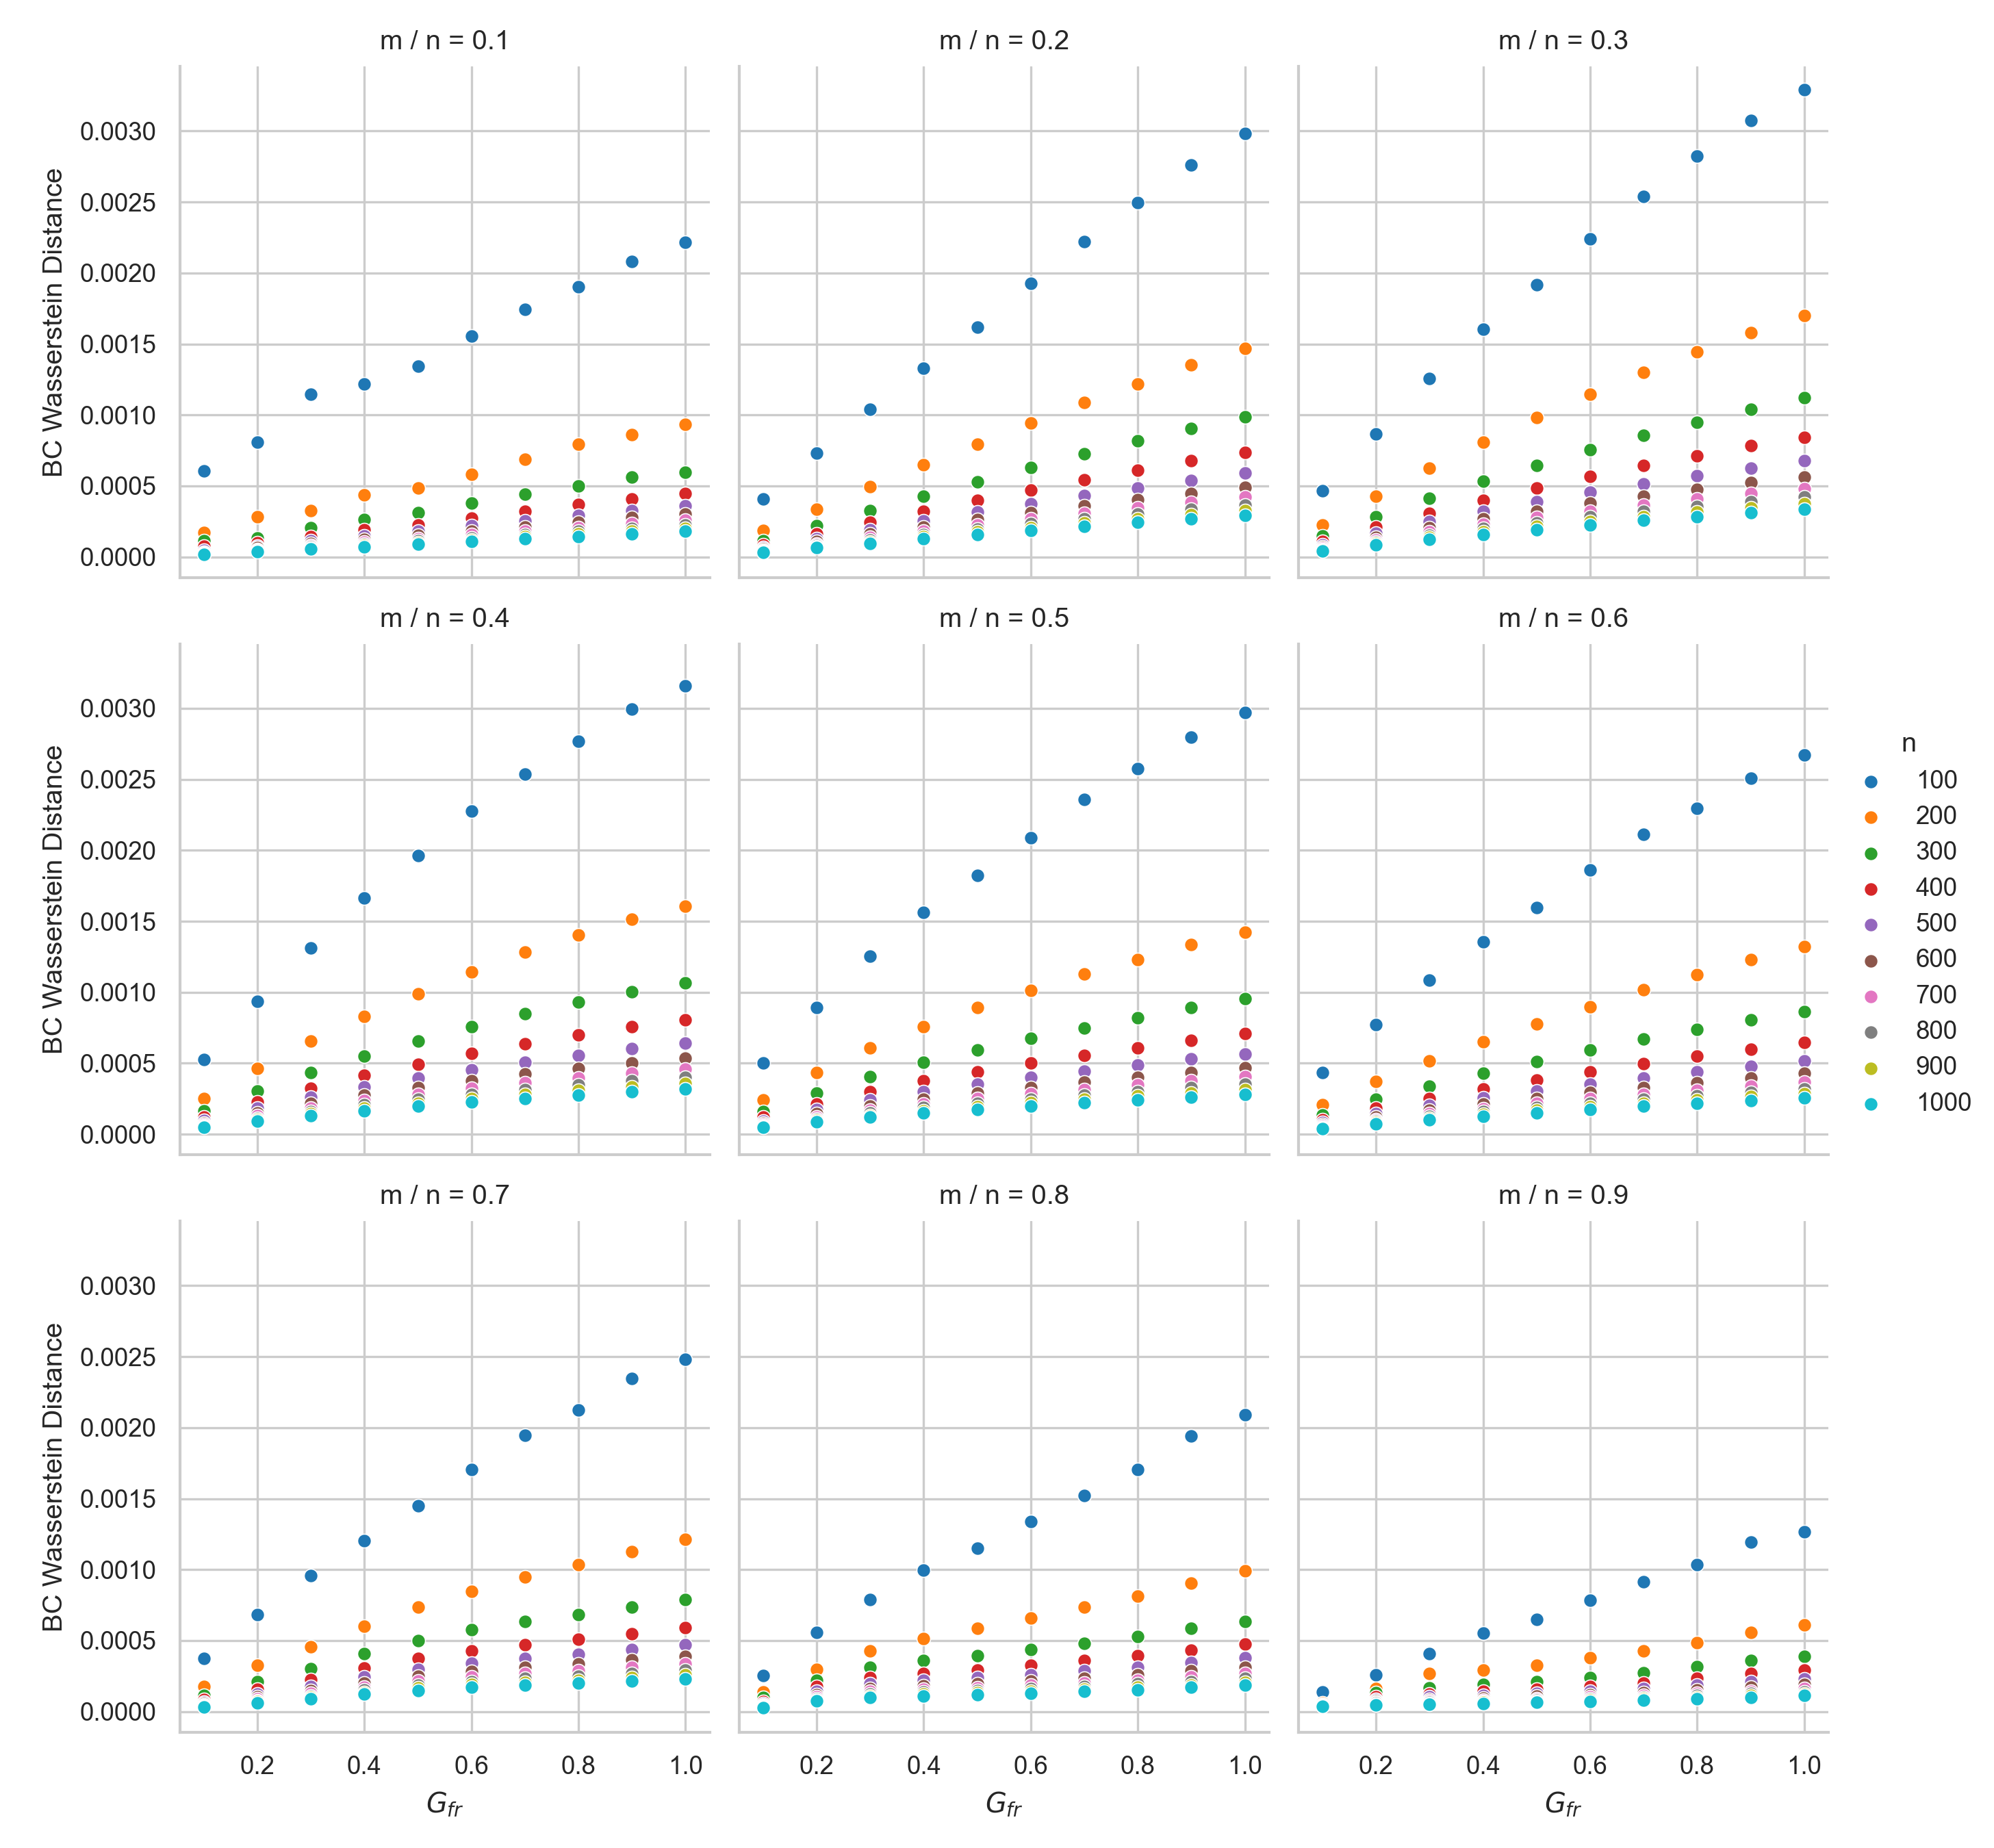 m / n = 0.1
m / n = 0.2
m / n = 0.3
BC Wasserstein Distance
0.0030
0.0025
0.0020
0.0015
0.0010
0.0005
0.0000
m / n = 0.4
m / n = 0.5
m / n = 0.6
BC Wasserstein Distance
0.0030
0.0025
0.0020
0.0015
0.0010
0.0005
0.0000
n
100
200
300
400
500
600
700
800
900
1000
m / n = 0.7
m / n = 0.8
m / n = 0.9
BC Wasserstein Distance
0.0030
0.0025
0.0020
0.0015
0.0010
0.0005
0.0000
0.2 0.4 0.6 0.8 1.0
0.2 0.4 0.6 0.8 1.0
0.2 0.4 0.6 0.8 1.0
G_fr
G_fr
G_fr